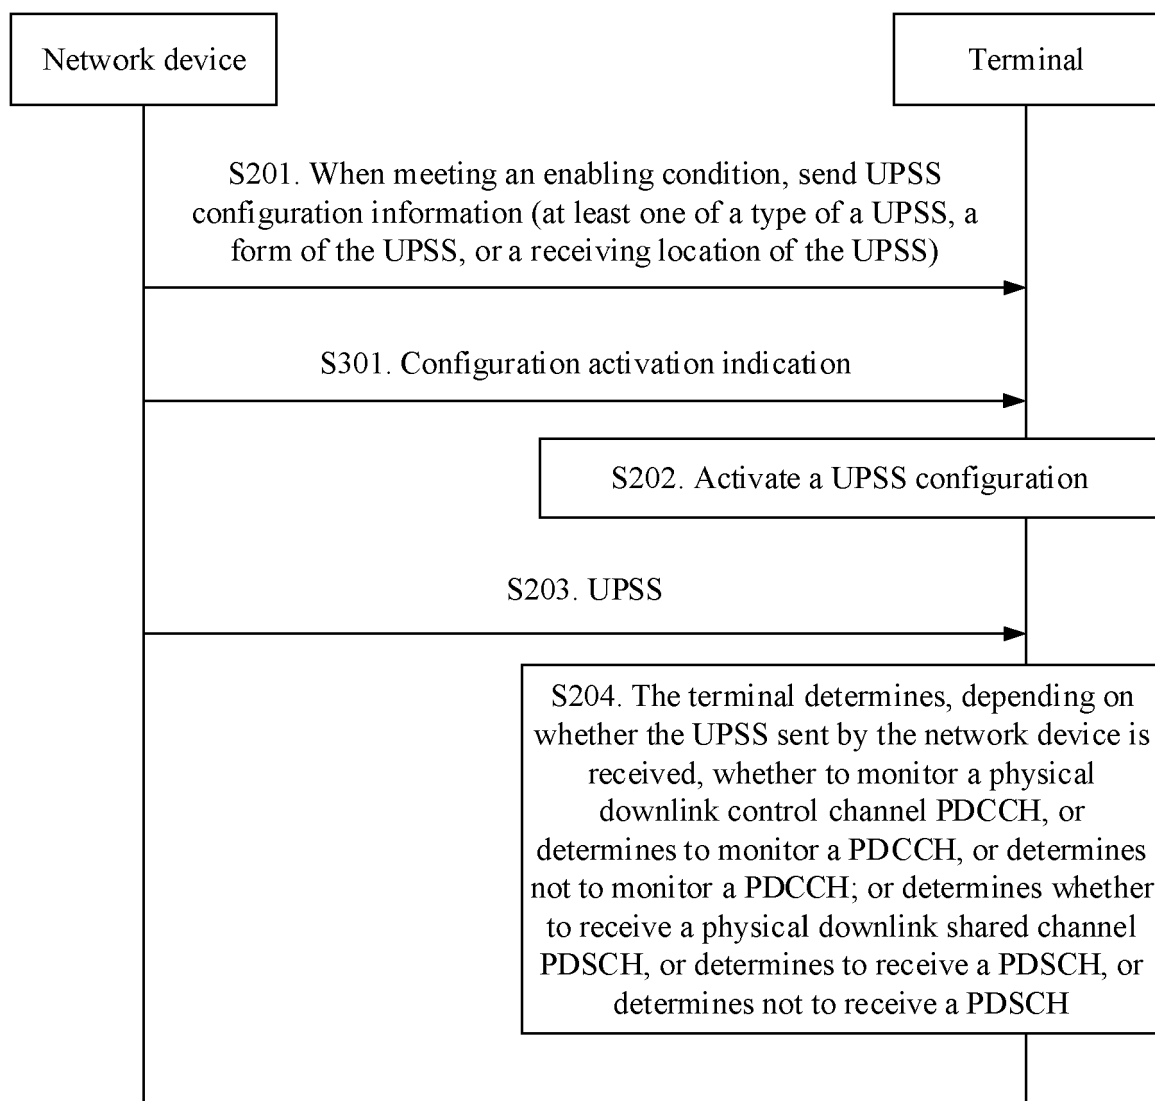 Network device
Terminal
S201. When meeting an enabling condition, send UPSS
configuration information (at least one of a type of a UPSS, a
form of the UPSS, or a receiving location of the UPSS)
S301. Configuration activation indication
S202. Activate a UPSS configuration
S203. UPSS
S204. The terminal determines, depending on
whether the UPSS sent by the network device is
received, whether to monitor a physical
downlink control channel PDCCH, or
determines to monitor a PDCCH, or determines
not to monitor a PDCCH; or determines whether
to receive a physical downlink shared channel
PDSCH, or determines to receive a PDSCH, or
determines not to receive a PDSCH